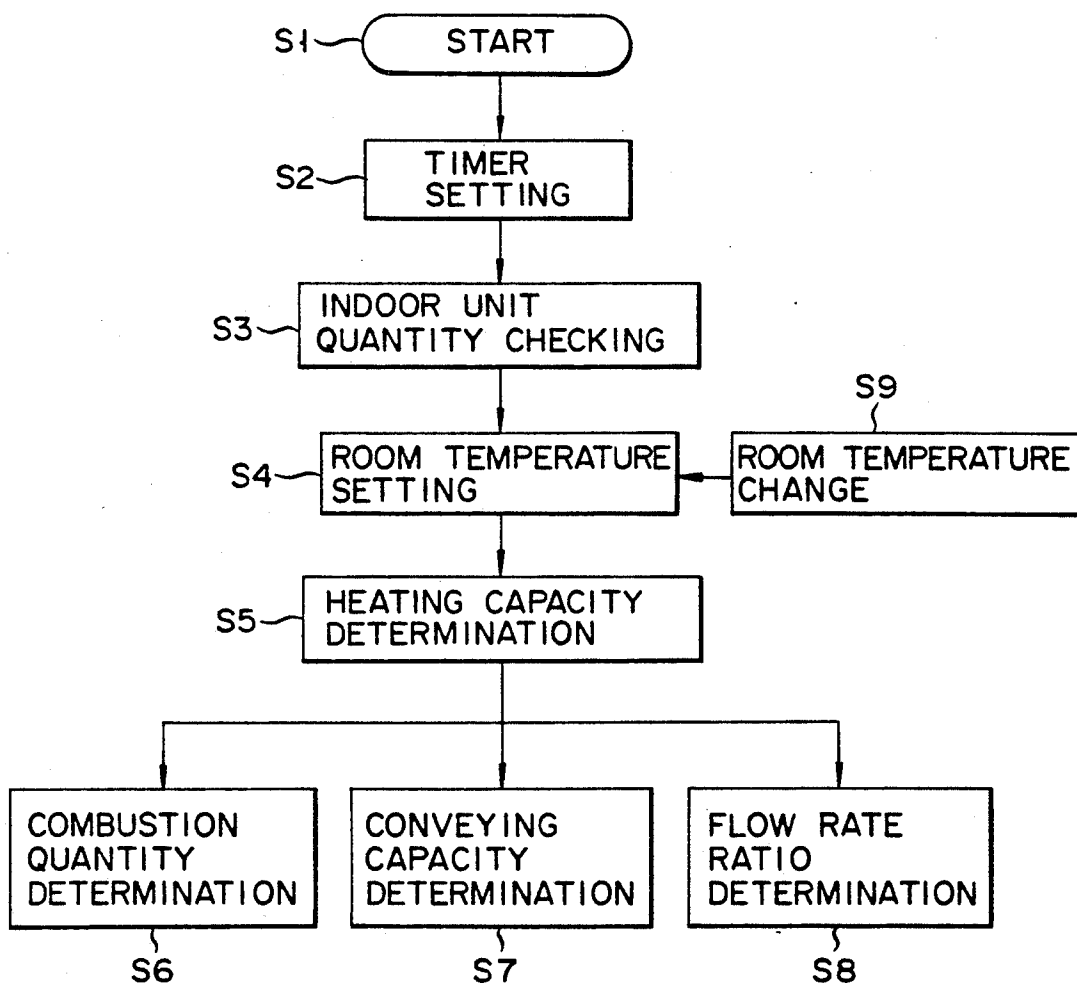 S1
START
S2
TIMER
SETTING
S3
INDOOR UNIT
QUANTITY CHECKING
S9
S4
ROOM TEMPERATURE
SETTING
ROOM TEMPERATURE
CHANGE
S5
HEATING CAPACITY
DETERMINATION
COMBUSTION
QUANTITY
DETERMINATION
CONVEYING
CAPACITY
DETERMINATION
FLOW RATE
RATIO
DETERMINATION
S6
S7
S8